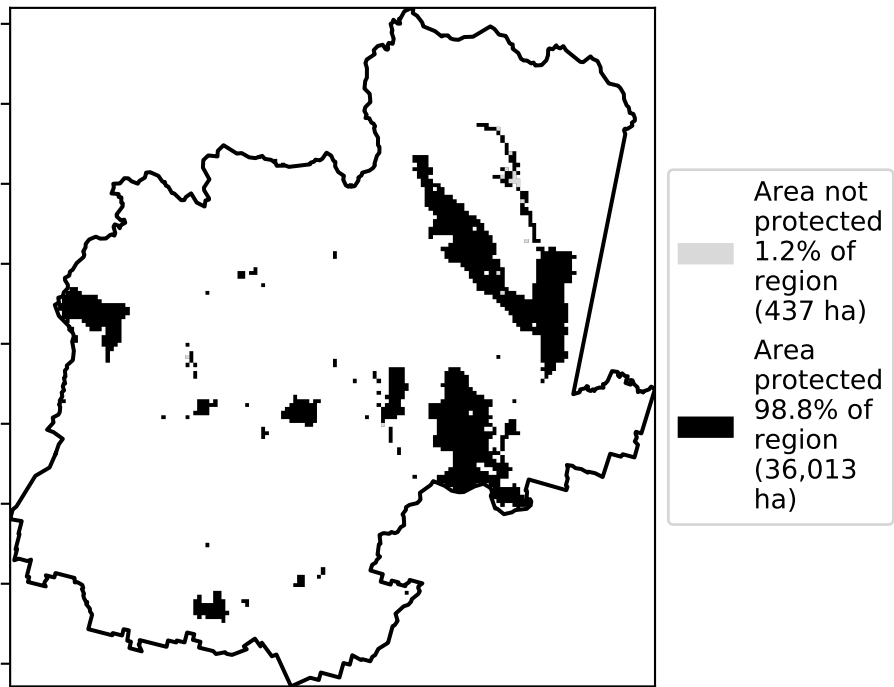 Area not
protected
1.2% of
region
(437 ha)
Area
protected
98.8% of
region
(36,013
ha)